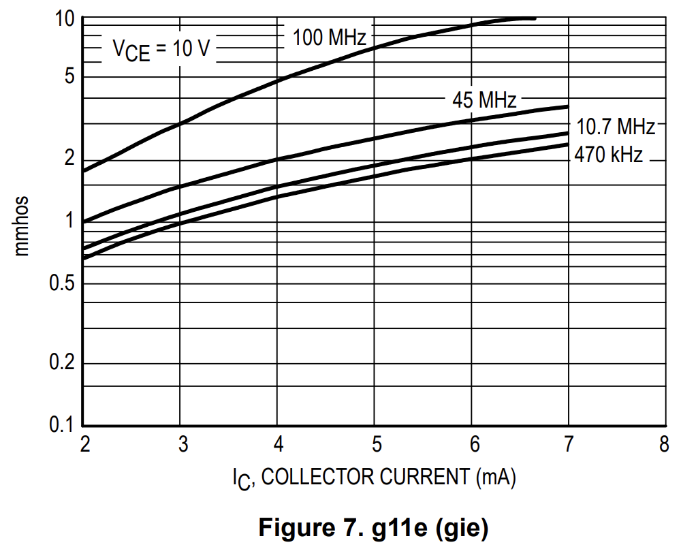 10
100 MHz
VCE = 10 V
5
45 MHz
10.7 MHz
2
470 kHz
mmhos
1
0.5
0.2
0.1
2 3 4 5 6 7 8
IC, COLLECTOR CURRENT (mA)
Figure 7. g11e (gie)